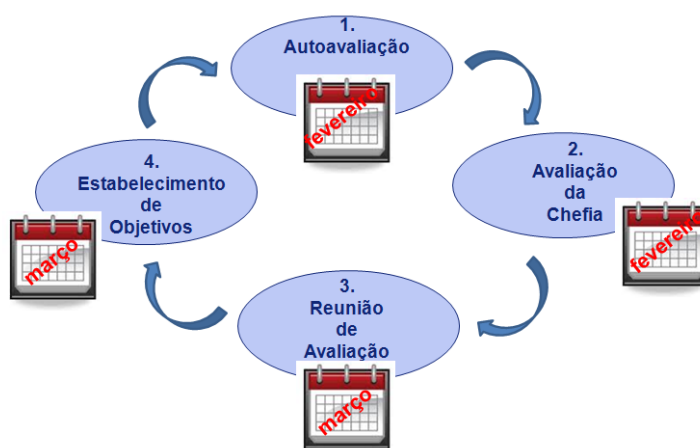 1.
Autoavaliação
fevereiro
2.
Avaliação
da
Chefia
fevereiro
3.
Reunião
de
Avaliação
março
4.
Estabelecimento
de
Objetivos
março